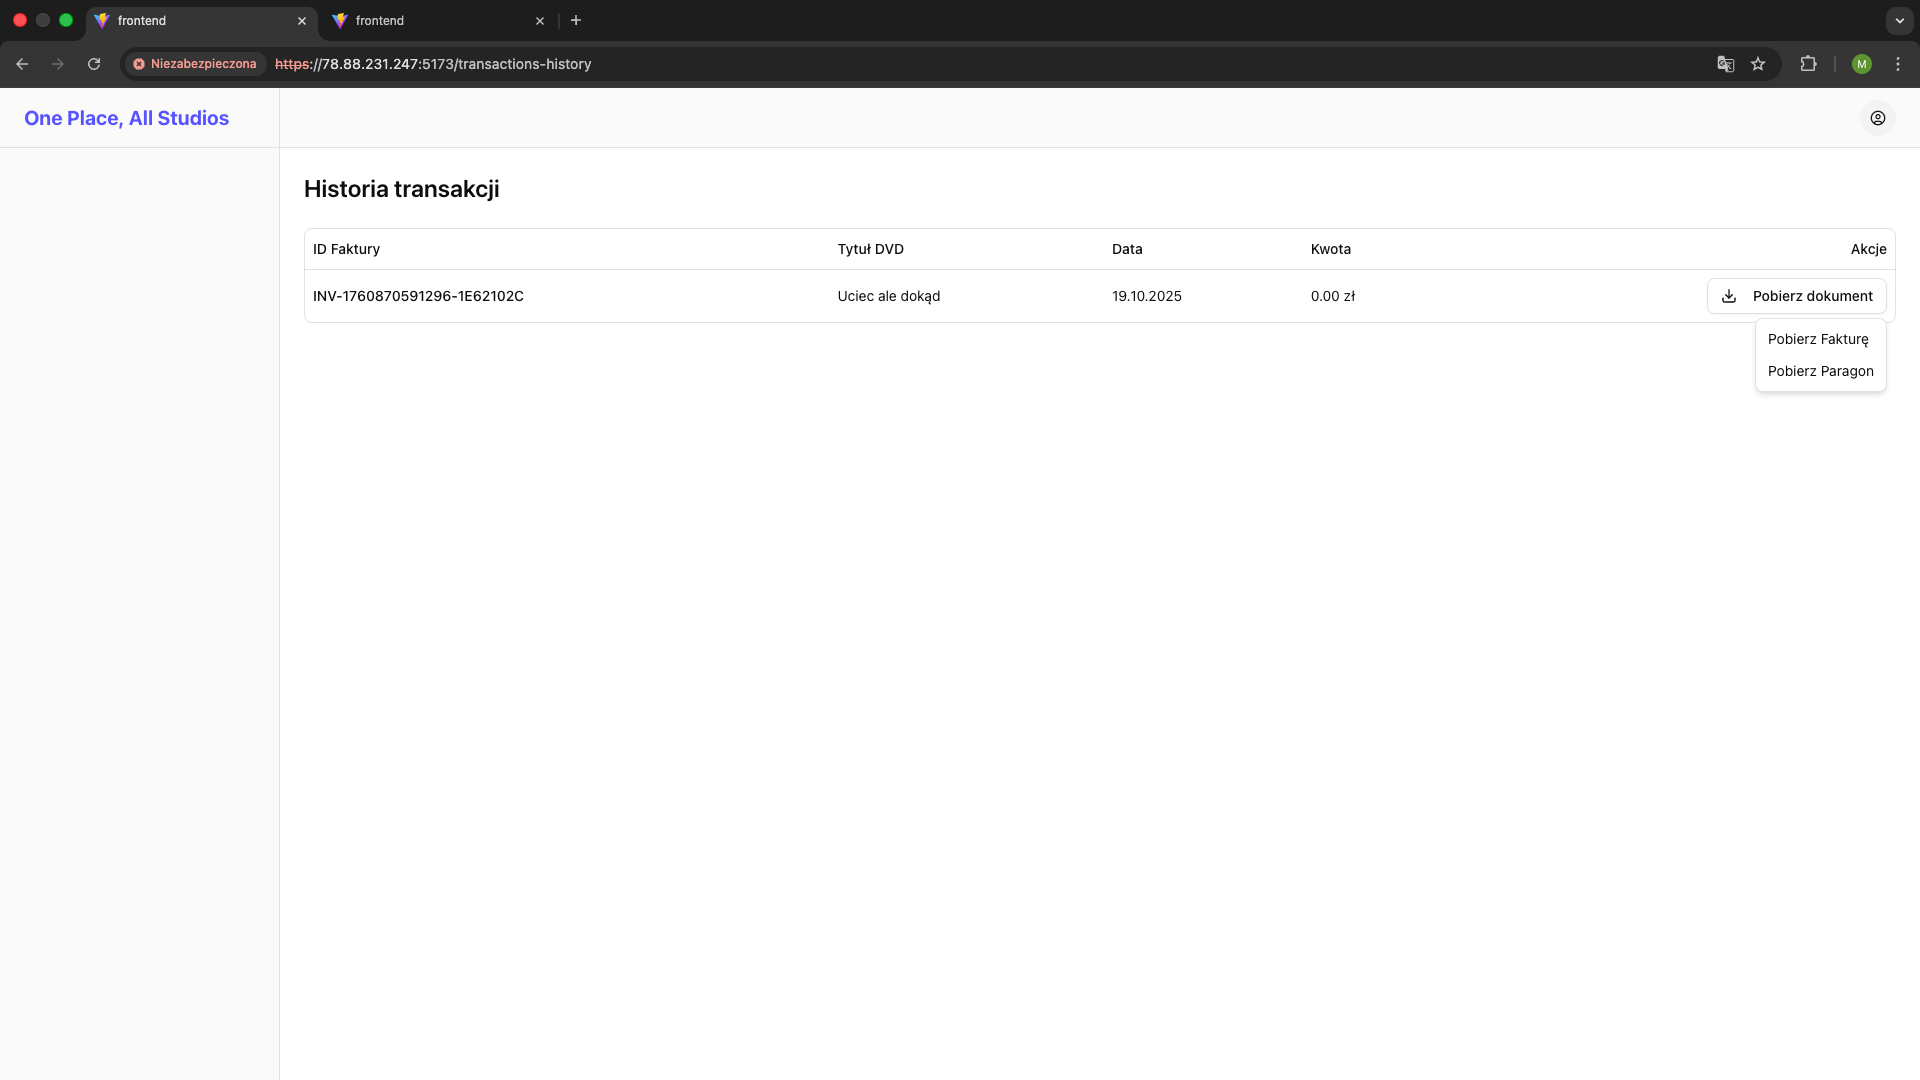 frontend
frontend
Niezabezpieczona
https://78.88.231.247:5173/transactions-history
M
One Place, All Studios
Historia transakcji
ID Faktury Tytuł DVD Data Kwota Akcje
INV-1760870591296-1E62102C Uciec ale dokąd 19.10.2025 0.00 zł Pobierz dokument
Pobierz Fakturę
Pobierz Paragon